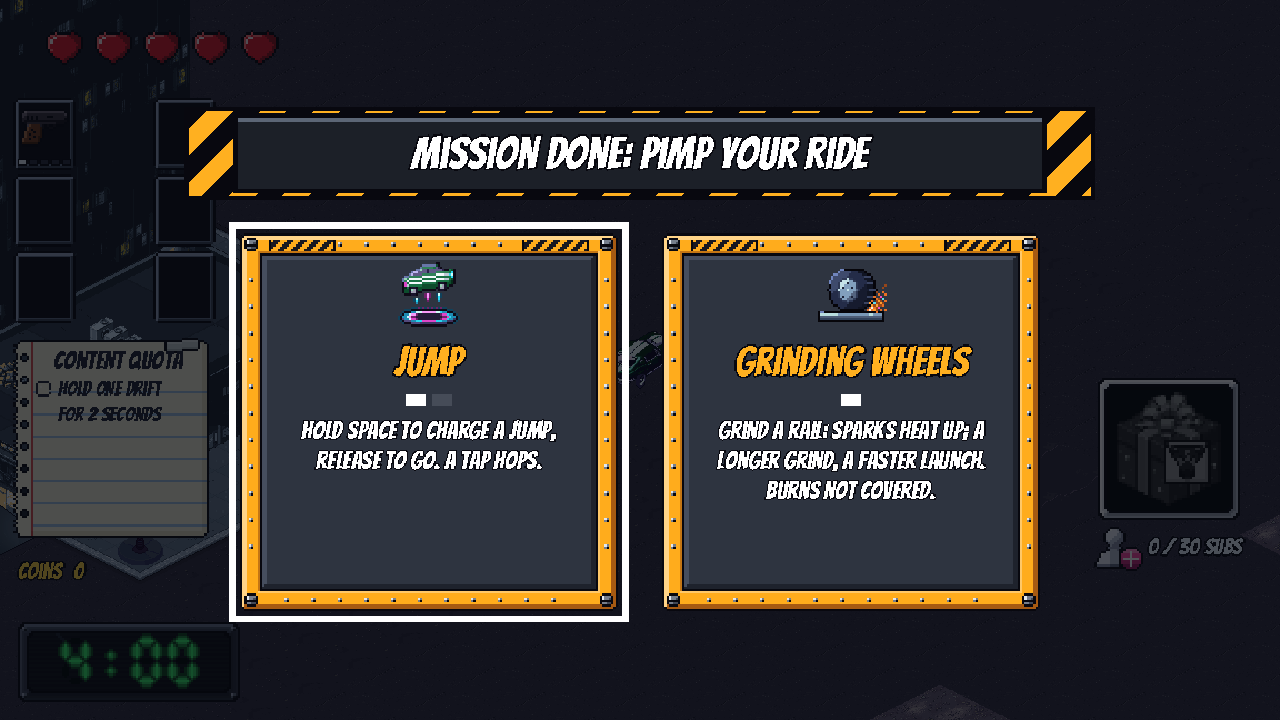 MISSION DONE: PIMP YOUR RIDE
JUMP
HOLD SPACE TO CHARGE A JUMP,
RELEASE TO GO. A TAP HOPS.
GRINDING WHEELS
GRIND A RAIL: SPARKS HEAT UP; A
LONGER GRIND, A FASTER LAUNCH.
BURNS NOT COVERED.
CONTENT QUOTA
HOLD ONE DRIFT
FOR 2 SECONDS
COINS 0
4:00
0 / 30 SUBS